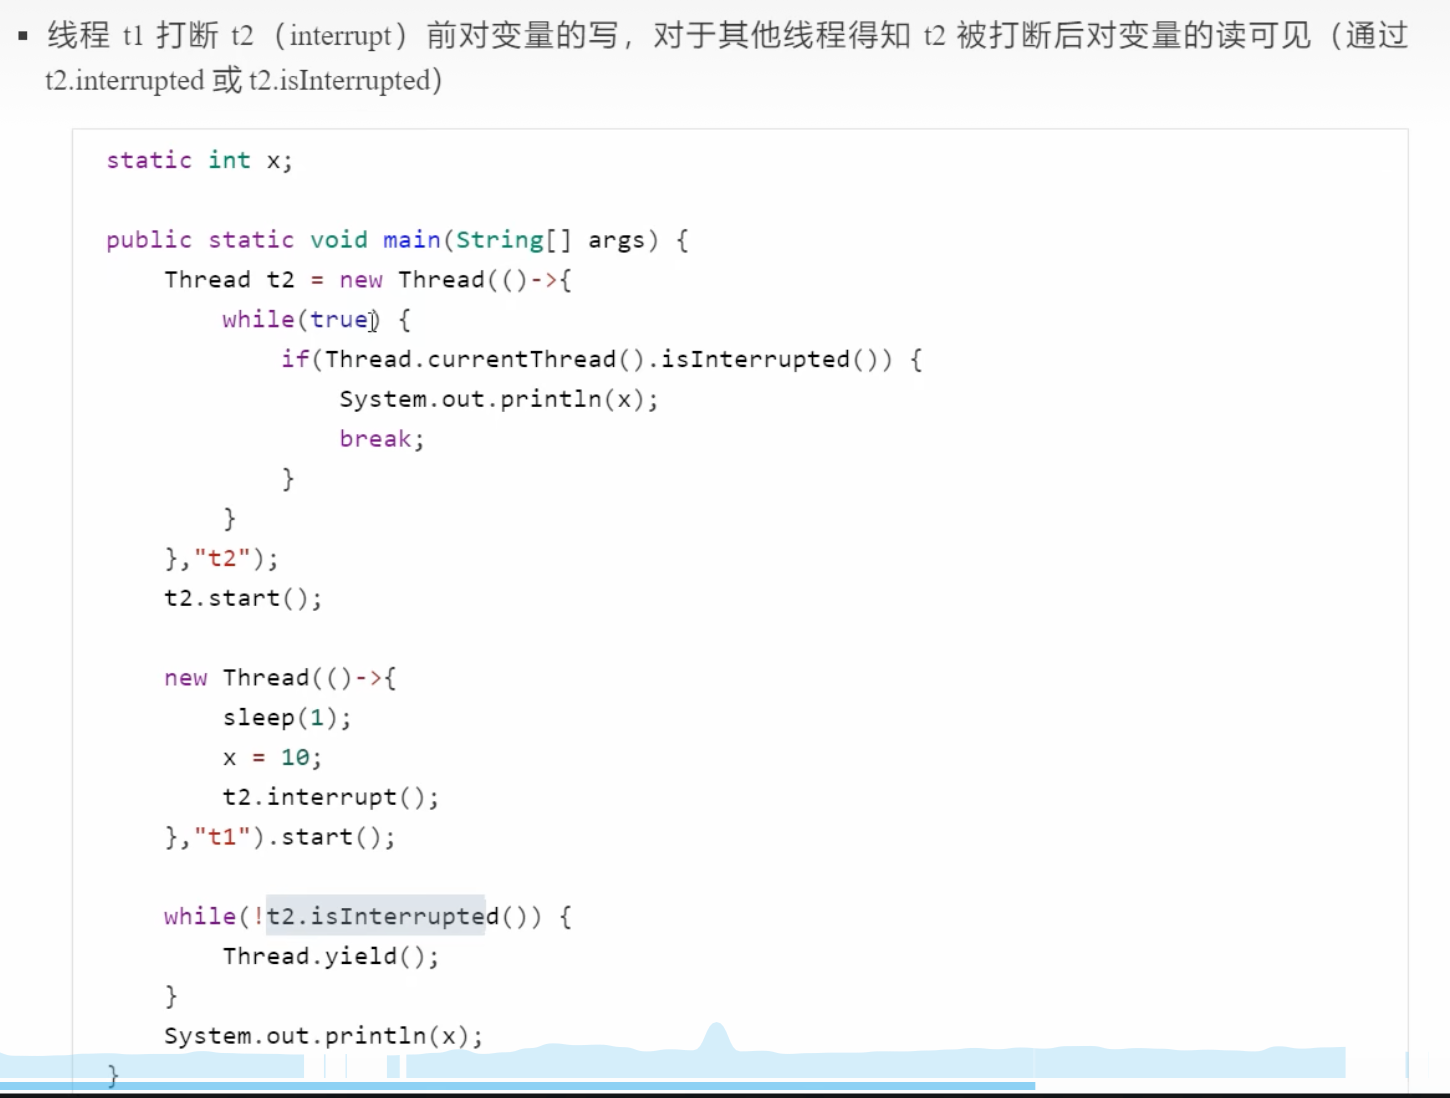 ▪ 线程 t1 打断 t2（interrupt）前对变量的写，对于其他线程得知 t2 被打断后对变量的读可见（通过
t2.interrupted 或 t2.isInterrupted）
static int x;
public static void main(String[] args) {
Thread t2 = new Thread(()->{
while(true) {
if(Thread.currentThread().isInterrupted()) {
System.out.println(x);
break;
}
}
},"t2");
t2.start();
new Thread(()->{
sleep(1);
x = 10;
t2.interrupt();
},"t1").start();
while(!t2.isInterrupted()) {
Thread.yield();
}
System.out.println(x);
}